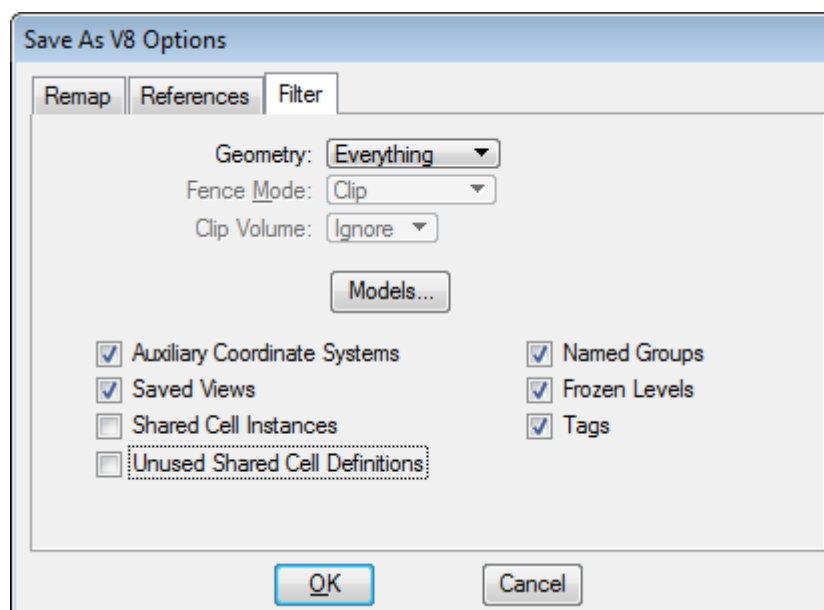 Save As V8 Options
Remap References Filter
Geometry: Everything
Fence Mode: Clip
Clip Volume: Ignore
Models...
Auxiliary Coordinate Systems Named Groups
Saved Views Frozen Levels
Shared Cell Instances Tags
Unused Shared Cell Definitions
OK Cancel